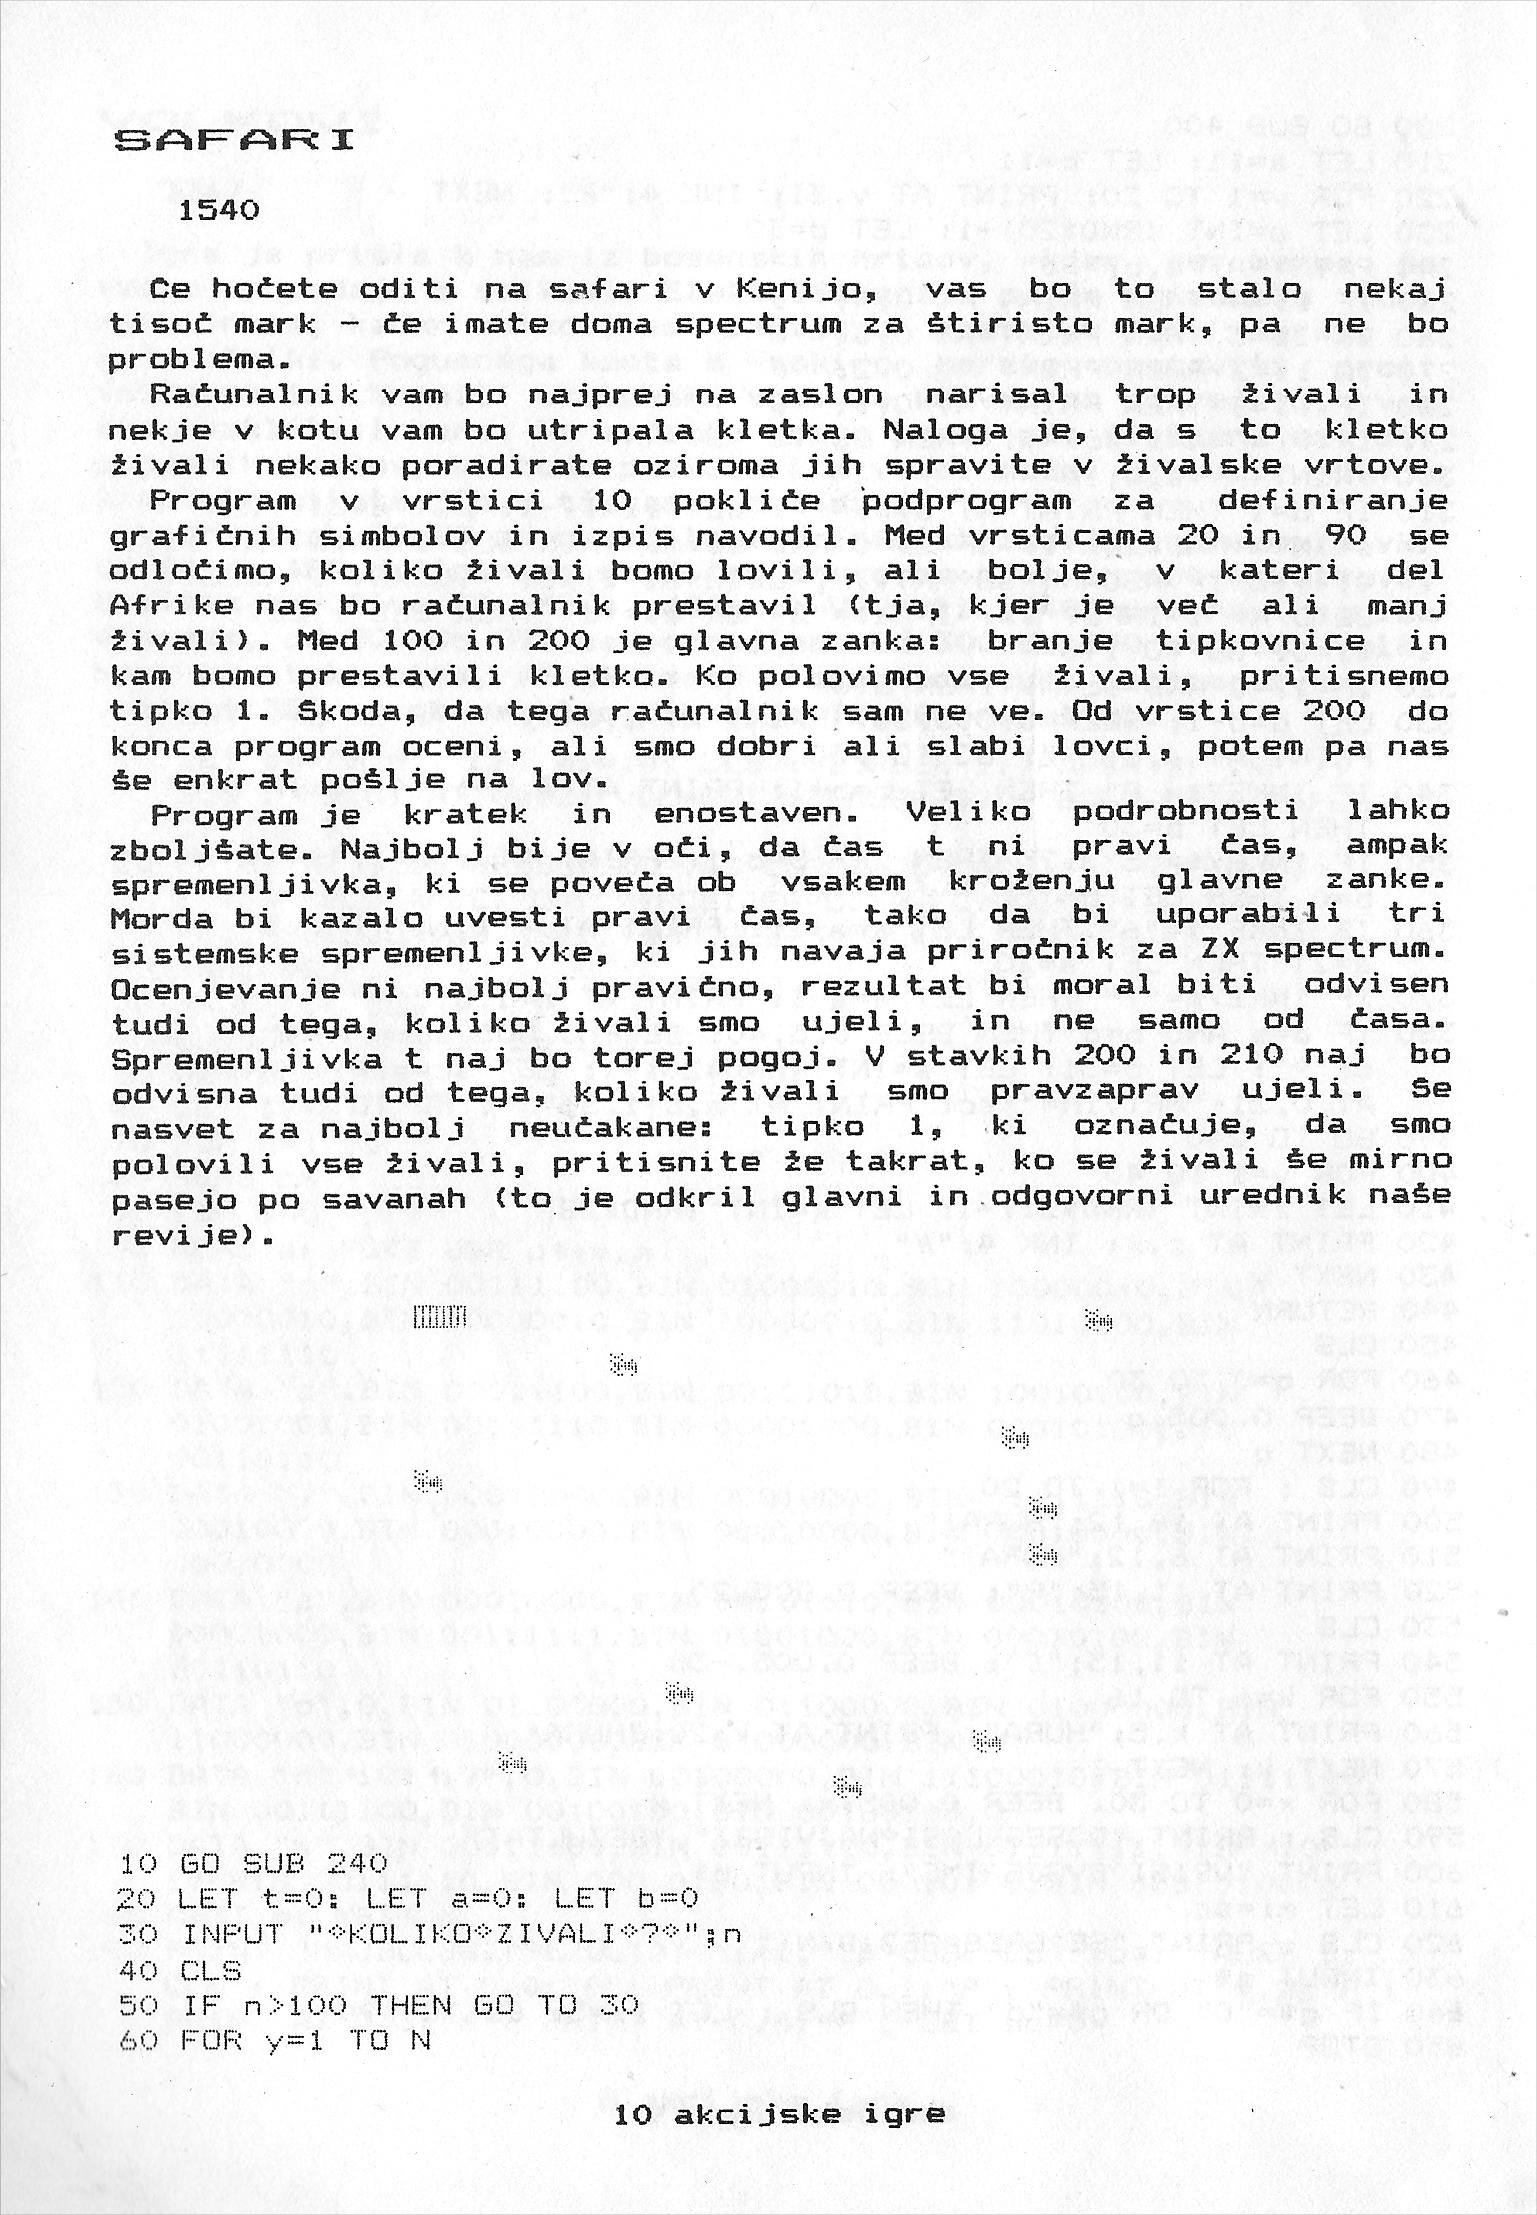 SAFARI
1540
Če hočete oditi na safari v Kenijo, vas bo to stalo nekaj
tisoč mark - če imate doma spectrum za štiristo mark, pa ne bo
problema.
Računalnik vam bo najprej na zaslon narisal trop živali in
nekje v kotu vam bo utripala kletka. Naloga je, da s to kletko
živali nekako poradirate oziroma jih spravite v živalske vrtove.
Program v vrstici 10 pokliče podprogram za definiranje
grafičnih simbolov in izpis navodil. Med vrsticama 20 in 90 se
odločimo, koliko živali bomo lovili, ali bolje, v kateri del
Afrike nas bo računalnik prestavil (tja, kjer je več ali manj
živali). Med 100 in 200 je glavna zanka: branje tipkovnice in
kam bomo prestavili kletko. Ko polovimo vse živali, pritisnemo
tipko 1. Škoda, da tega računalnik sam ne ve. Od vrstice 200 do
konca program oceni, ali smo dobri ali slabi lovci, potem pa nas
še enkrat pošlje na lov.
Program je kratek in enostaven. Veliko podrobnosti lahko
zboljšate. Najbolj bije v oči, da čas t ni pravi čas, ampak
spremenljivka, ki se poveča ob vsakem kroženju glavne zanke.
Morda bi kazalo uvesti pravi čas, tako da bi uporabili tri
sistemske spremenljivke, ki jih navaja priročnik za ZX spectrum.
Ocenjevanje ni najbolj pravično, rezultat bi moral biti odvisen
tudi od tega, koliko živali smo ujeli, in ne samo od časa.
Spremenljivka t naj bo torej pogoj. V stavkih 200 in 210 naj bo
odvisna tudi od tega, koliko živali smo pravzaprav ujeli. Še
nasvet za najbolj neučakane: tipko 1, ki označuje, da smo
polovili vse živali, pritisnite že takrat, ko se živali še mirno
pasejo po savanah (to je odkril glavni in odgovorni urednik naše
revije).
10 GO SUB 240
20 LET t=0: LET a=0: LET b=0
30 INPUT "◇KOLIKO◇ZIVALI◇?◇";n
40 CLS
50 IF n>100 THEN GO TO 30
60 FOR y=1 TO N
10 akcijske igre